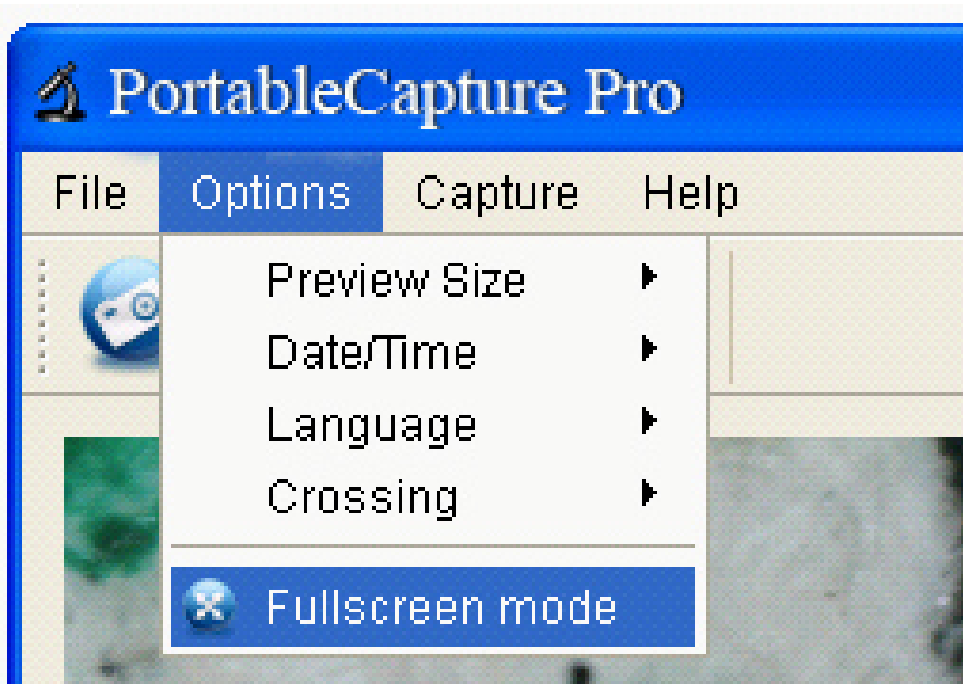 PortableCapture Pro
File Options Capture Help
Preview Size
Date/Time
Language
Crossing
Fullscreen mode